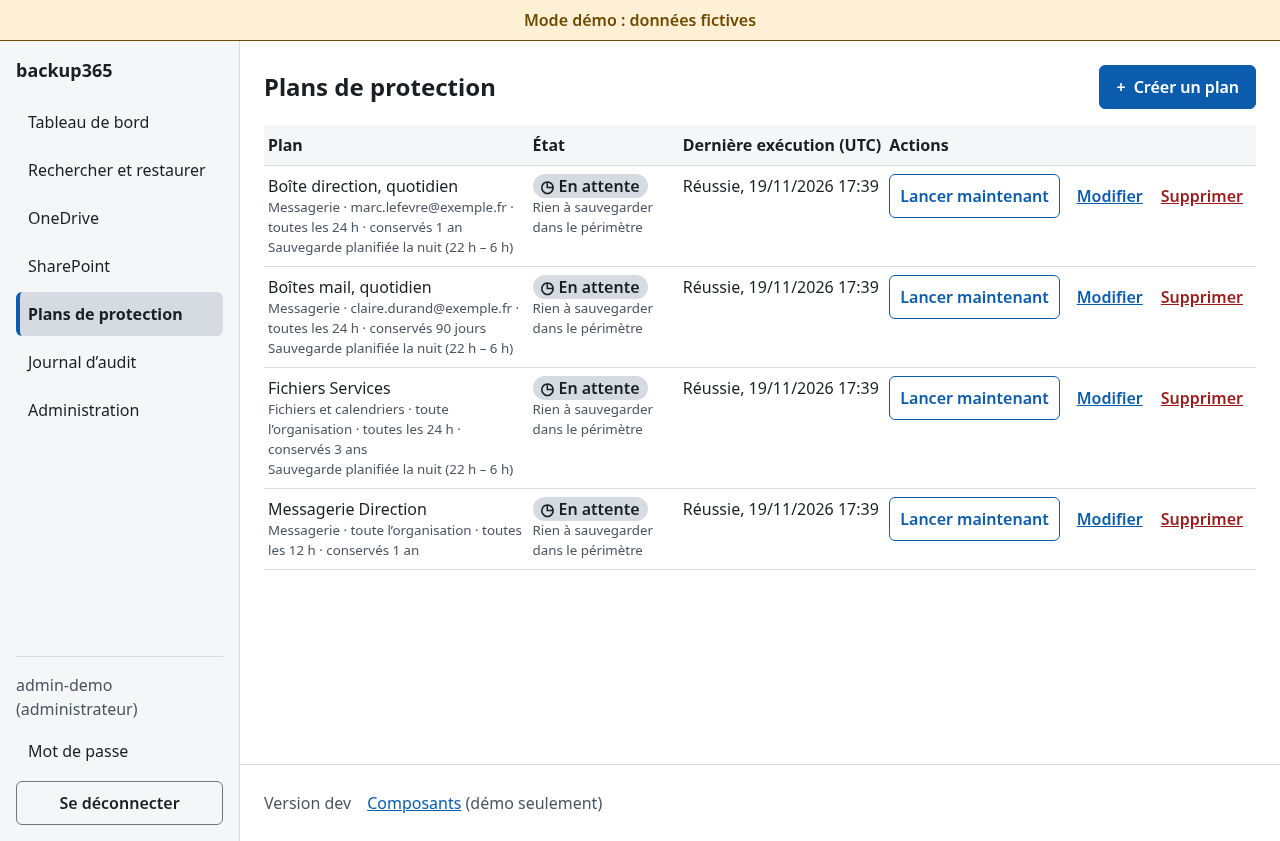 Mode démo : données fictives
backup365
Tableau de bord
Rechercher et restaurer
OneDrive
SharePoint
Plans de protection
Journal d’audit
Administration
admin-demo
(administrateur)
Mot de passe
Se déconnecter
Plans de protection
+ Créer un plan
Plan État Dernière exécution (UTC) Actions
Boîte direction, quotidien
Messagerie · marc.lefevre@exemple.fr ·
toutes les 24 h · conservés 1 an
Sauvegarde planifiée la nuit (22 h – 6 h)
En attente
Rien à sauvegarder
dans le périmètre
Réussie, 19/11/2026 17:39
Lancer maintenant Modifier Supprimer
Boîtes mail, quotidien
Messagerie · claire.durand@exemple.fr ·
toutes les 24 h · conservés 90 jours
Sauvegarde planifiée la nuit (22 h – 6 h)
En attente
Rien à sauvegarder
dans le périmètre
Réussie, 19/11/2026 17:39
Lancer maintenant Modifier Supprimer
Fichiers Services
Fichiers et calendriers · toute
l’organisation · toutes les 24 h ·
conservés 3 ans
Sauvegarde planifiée la nuit (22 h – 6 h)
En attente
Rien à sauvegarder
dans le périmètre
Réussie, 19/11/2026 17:39
Lancer maintenant Modifier Supprimer
Messagerie Direction
Messagerie · toute l’organisation · toutes
les 12 h · conservés 1 an
En attente
Rien à sauvegarder
dans le périmètre
Réussie, 19/11/2026 17:39
Lancer maintenant Modifier Supprimer
Version dev Composants (démo seulement)